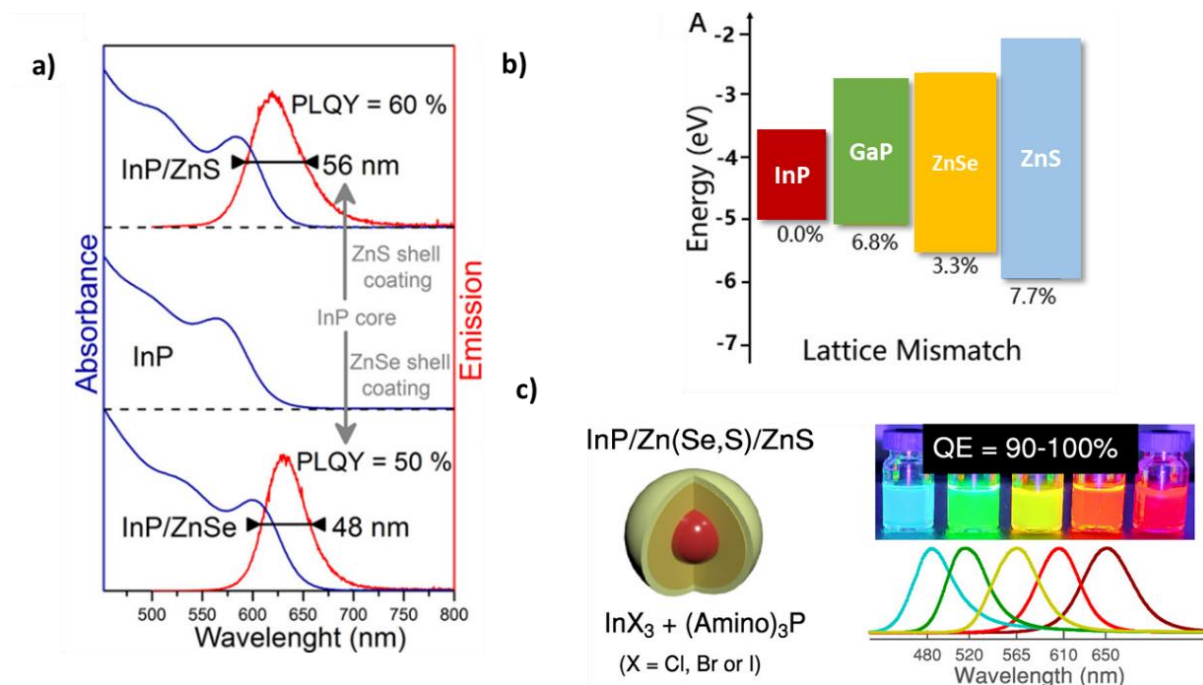 a)
Absorbance
PLQY = 60 %
InP/ZnS
56 nm
ZnS shell
coating
InP core
InP
ZnSe shell
coating
PLQY = 50 %
InP/ZnSe
48 nm
Emission
500 550 600 650 700 750 800
Wavelenght (nm)
b)
A
Energy (eV)
-2
-3
-4
-5
-6
-7
InP
GaP
ZnSe
ZnS
0.0%
6.8%
3.3%
7.7%
Lattice Mismatch
c)
InP/Zn(Se,S)/ZnS
InX₃ + (Amino)₃P
(X = Cl, Br or I)
QE = 90-100%
480 520 565 610 650
Wavelength (nm)